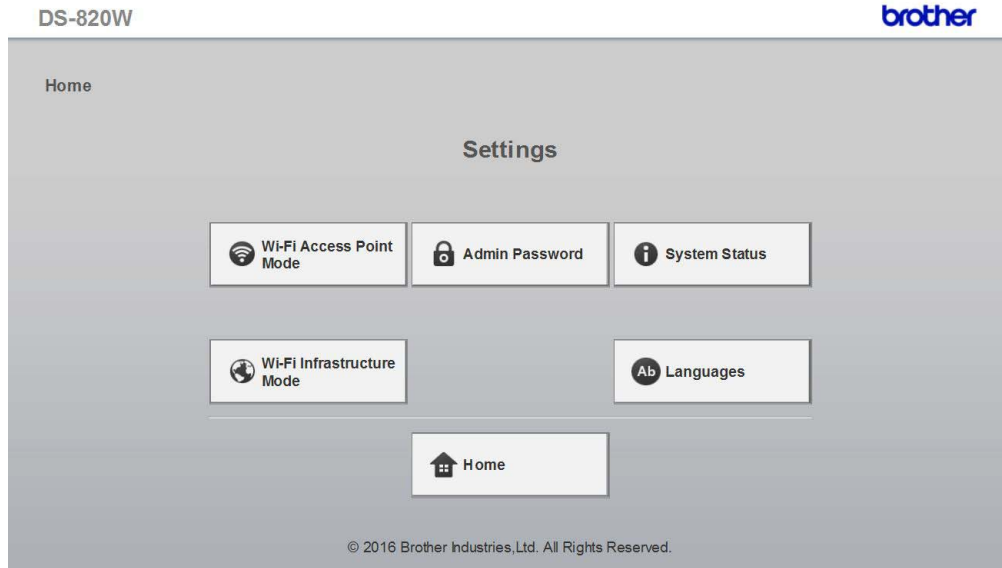 DS-820W
brother
Home
Settings
Wi-Fi Access Point
Mode
Admin Password
System Status
Wi-Fi Infrastructure
Mode
Ab
Languages
Home
© 2016 Brother Industries,Ltd. All Rights Reserved.